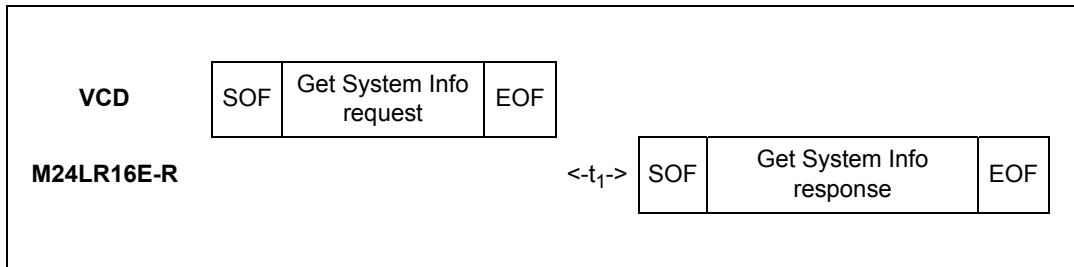 VCD SOF Get System Info request EOF
M24LR16E-R <-t₁-> SOF Get System Info response EOF